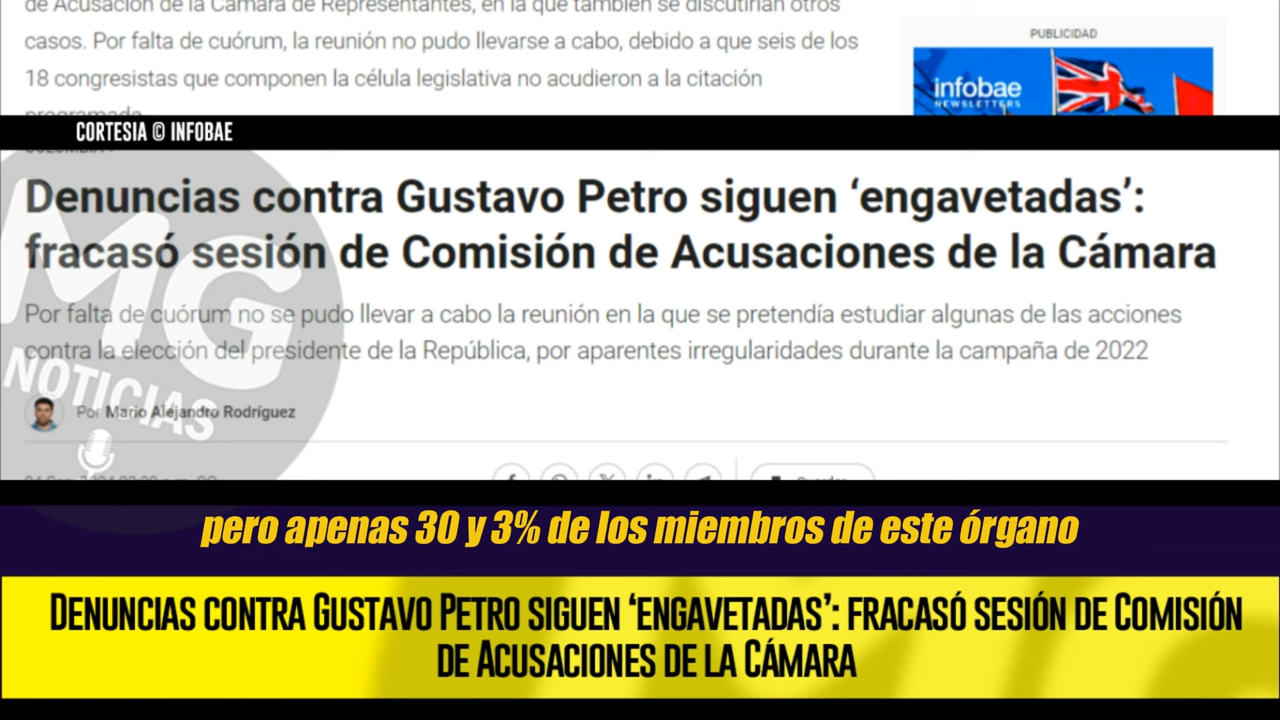 de Acusación de la Cámara de Representantes, en la que también se discutirían otros
casos. Por falta de cuórum, la reunión no pudo llevarse a cabo, debido a que seis de los
18 congresistas que componen la célula legislativa no acudieron a la citación
programada.
PUBLICIDAD
infobae
NEWSLETTERS
CORTESIA © INFOBAE
COLOMBIA
Denuncias contra Gustavo Petro siguen ‘engavetadas’:
fracasó sesión de Comisión de Acusaciones de la Cámara
Por falta de cuórum no se pudo llevar a cabo la reunión en la que se pretendía estudiar algunas de las acciones
contra la elección del presidente de la República, por aparentes irregularidades durante la campaña de 2022
MG
NOTICIAS
Por Mario Alejandro Rodríguez
pero apenas 30 y 3% de los miembros de este órgano
Denuncias contra Gustavo Petro siguen ‘engavetadas’: fracasó sesión de Comisión
de Acusaciones de la Cámara